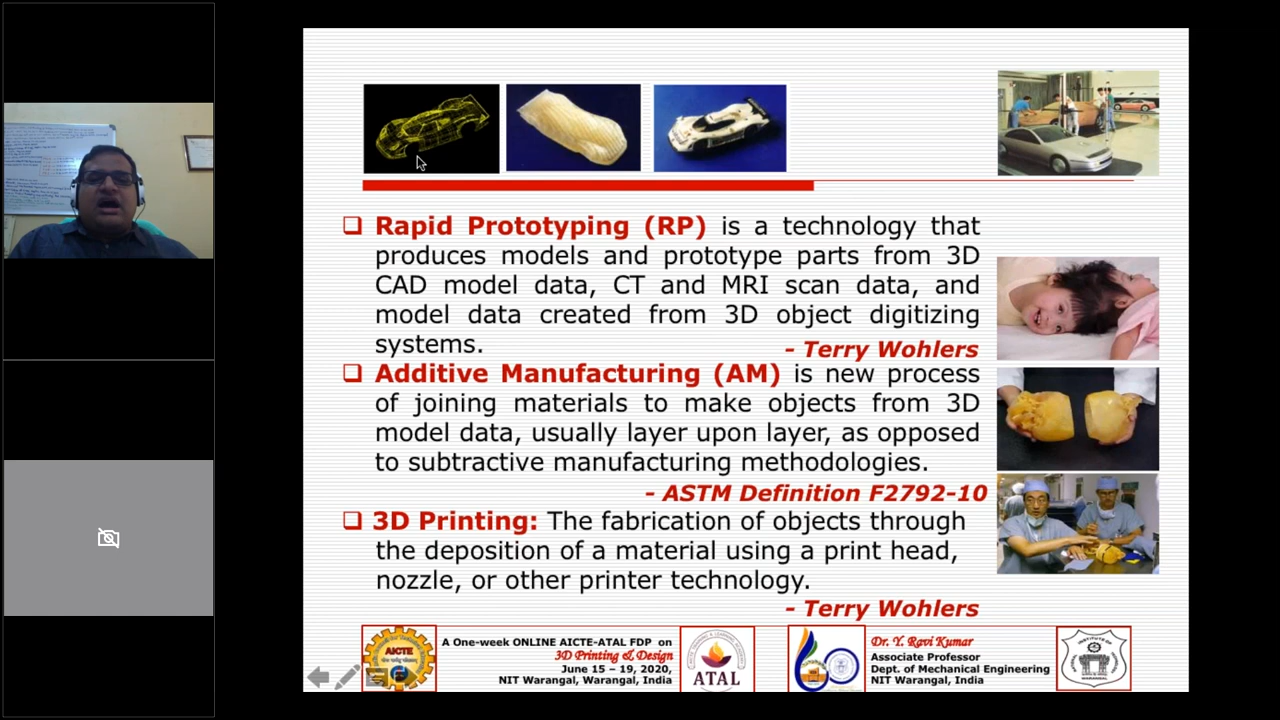 ❑ Rapid Prototyping (RP) is a technology that
produces models and prototype parts from 3D
CAD model data, CT and MRI scan data, and
model data created from 3D object digitizing
systems.
- Terry Wohlers
❑ Additive Manufacturing (AM) is new process
of joining materials to make objects from 3D
model data, usually layer upon layer, as opposed
to subtractive manufacturing methodologies.
- ASTM Definition F2792-10
❑ 3D Printing: The fabrication of objects through
the deposition of a material using a print head,
nozzle, or other printer technology.
- Terry Wohlers
AICTE
A One-week ONLINE AICTE-ATAL FDP on
3D Printing & Design
June 15 – 19, 2020,
NIT Warangal, Warangal, India
ATAL
Dr. Y. Ravi Kumar
Associate Professor
Dept. of Mechanical Engineering
NIT Warangal, India